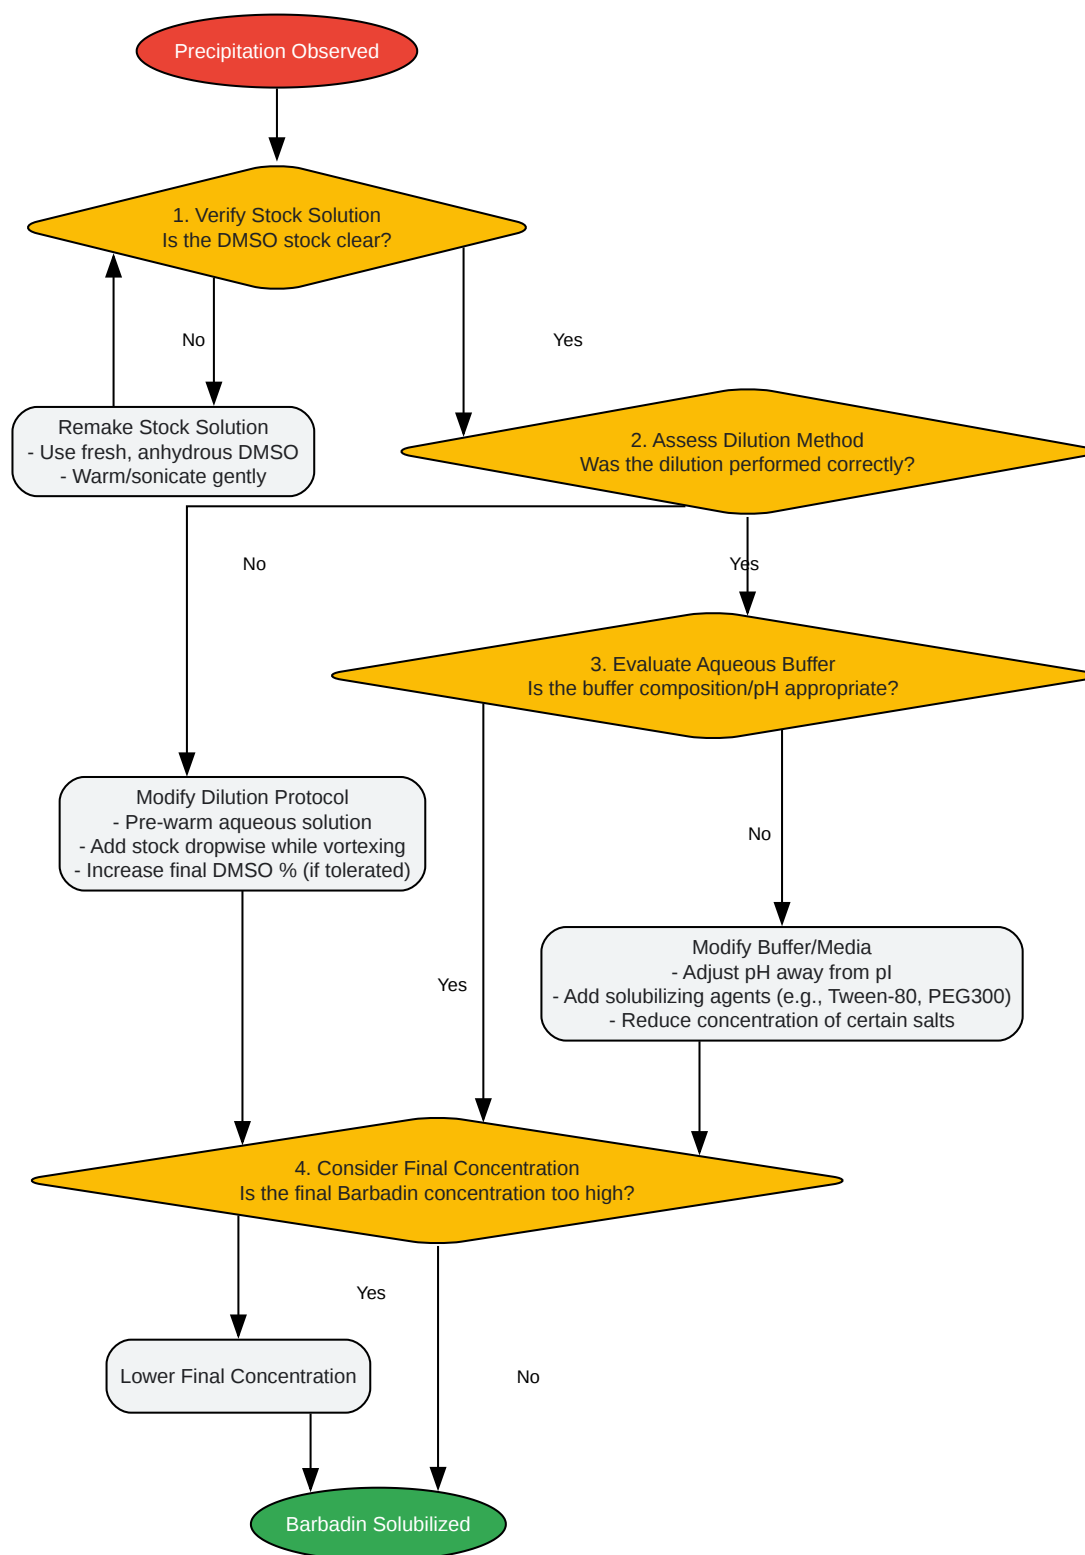 Precipitation Observed
1. Verify Stock Solution
Is the DMSO stock clear?
No
Yes
Remake Stock Solution
- Use fresh, anhydrous DMSO
- Warm/sonicate gently
2. Assess Dilution Method
Was the dilution performed correctly?
No
Yes
3. Evaluate Aqueous Buffer
Is the buffer composition/pH appropriate?
Modify Dilution Protocol
- Pre-warm aqueous solution
- Add stock dropwise while vortexing
- Increase final DMSO % (if tolerated)
No
Modify Buffer/Media
- Adjust pH away from pI
- Add solubilizing agents (e.g., Tween-80, PEG300)
- Reduce concentration of certain salts
Yes
4. Consider Final Concentration
Is the final Barbadin concentration too high?
Yes
Lower Final Concentration
No
Barbadin Solubilized